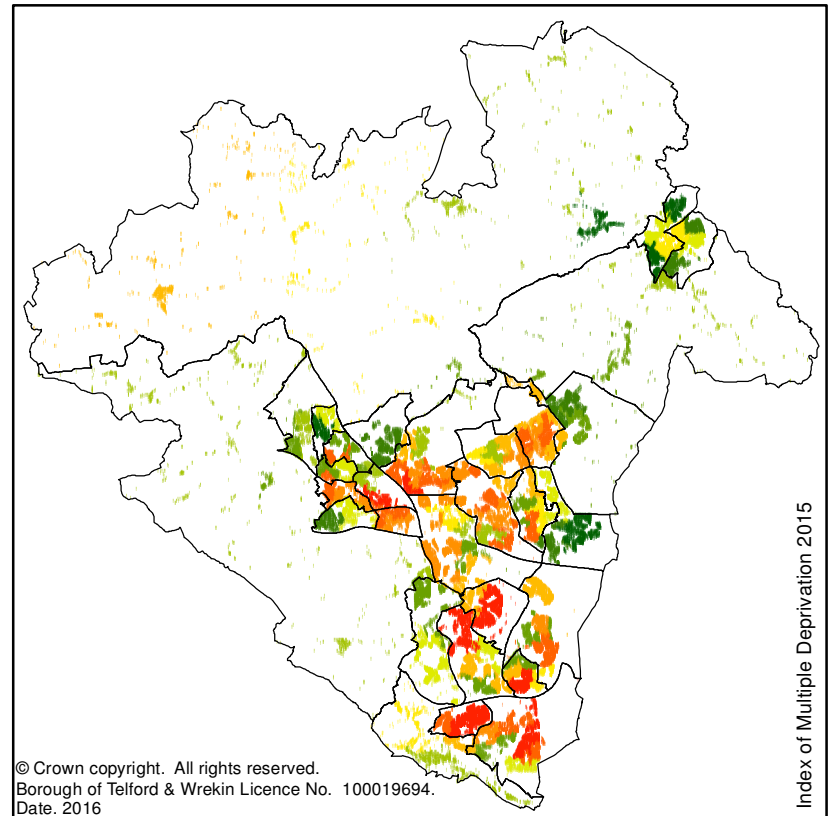 Index of Multiple Deprivation 2015
© Crown copyright. All rights reserved.
Borough of Telford & Wrekin Licence No. 100019694.
Date. 2016